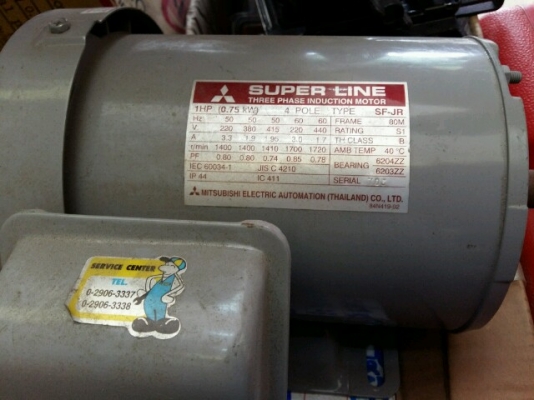 SUPER LINE
THREE PHASE INDUCTION MOTOR
1HP (0.75 kW) 4 POLE TYPE SF-JR
Hz 50 50 50 60 60 FRAME 80M
V 220 380 415 220 440 RATING S1
A 3.3 1.9 1.9 3.0 1.7 TH CLASS B
r/min 1400 1400 1410 1700 1720 AMB TEMP 40 °C
PF 0.80 0.80 0.74 0.85 0.78 BEARING 6204ZZ
IEC 60034-1 JIS C 4210 6203ZZ
IP 44 IC 411 SERIAL
MITSUBISHI ELECTRIC AUTOMATION (THAILAND) CO., LTD.
SERVICE CENTER
TEL.
0-2906-3337
0-2906-3338